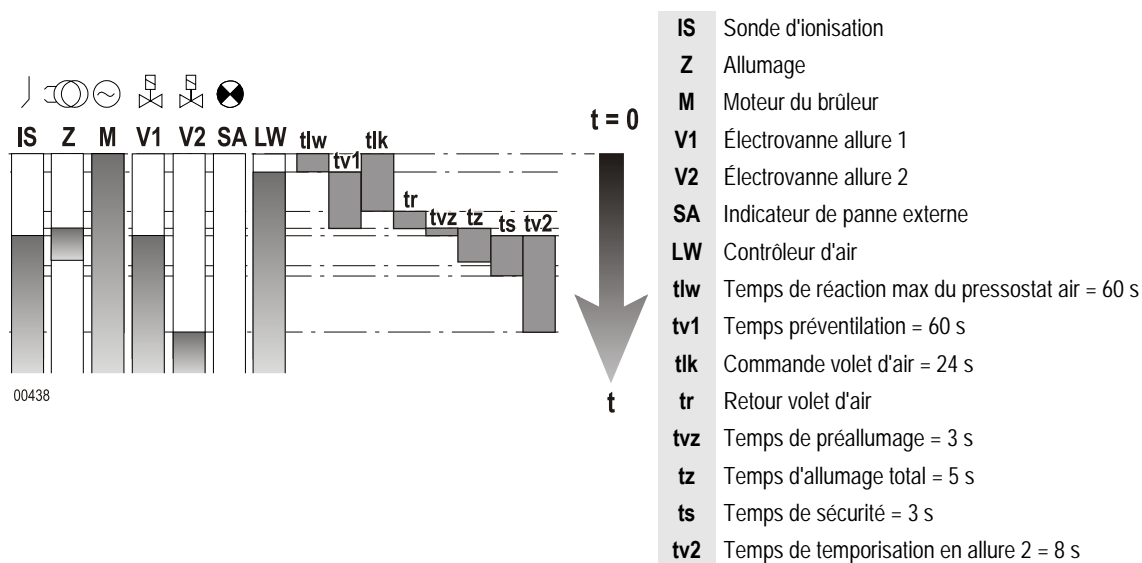 IS Z M V1 V2 SA LW tlw tv1 tlk tr tvz tz ts tv2
t = 0
t
00438
IS Sonde d'ionisation
Z Allumage
M Moteur du brûleur
V1 Électrovanne allure 1
V2 Électrovanne allure 2
SA Indicateur de panne externe
LW Contrôleur d'air
tlw Temps de réaction max du pressostat air = 60 s
tv1 Temps préventilation = 60 s
tlk Commande volet d'air = 24 s
tr Retour volet d'air
tvz Temps de préallumage = 3 s
tz Temps d'allumage total = 5 s
ts Temps de sécurité = 3 s
tv2 Temps de temporisation en allure 2 = 8 s